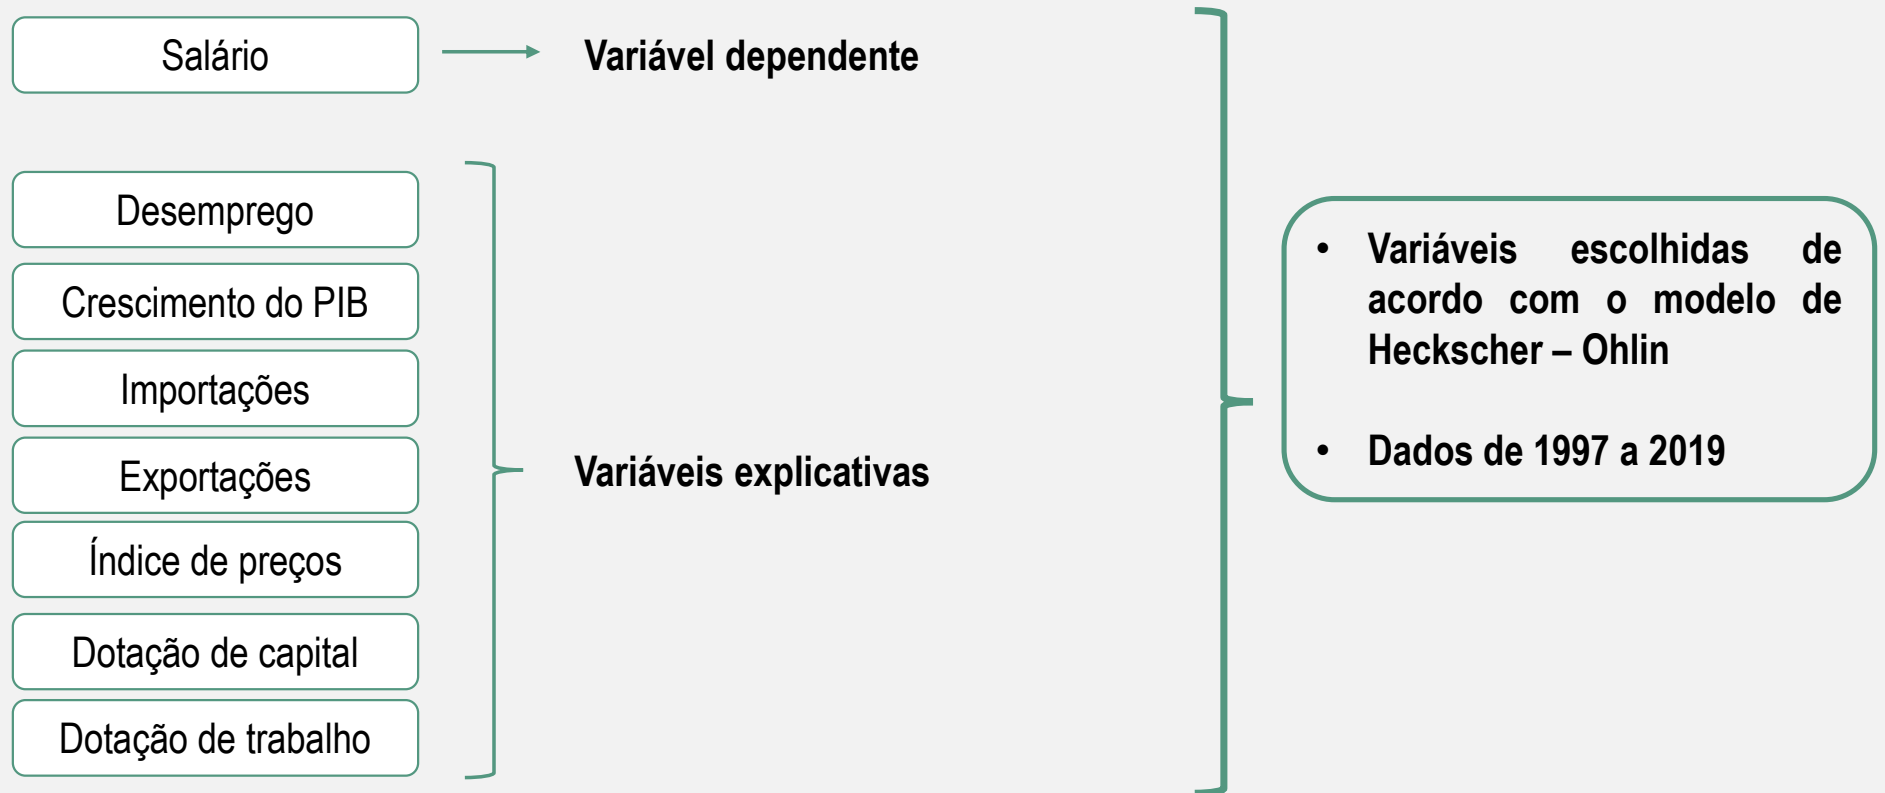 Salário
Variável dependente
Desemprego
Crescimento do PIB
Importações
Exportações
Índice de preços
Dotação de capital
Dotação de trabalho
Variáveis explicativas
• Variáveis escolhidas de
acordo com o modelo de
Heckscher – Ohlin
• Dados de 1997 a 2019